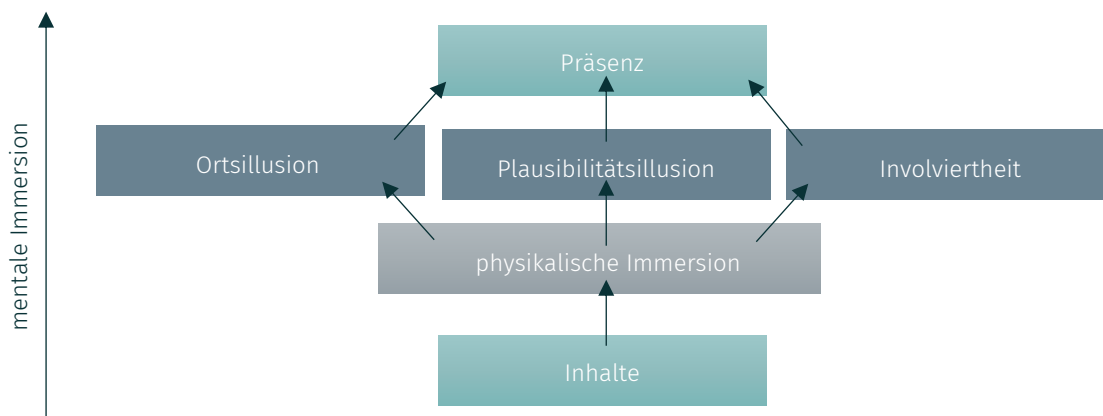 mentale Immersion
Präsenz
Ortsillusion
Plausibilitätsillusion
Involviertheit
physikalische Immersion
Inhalte